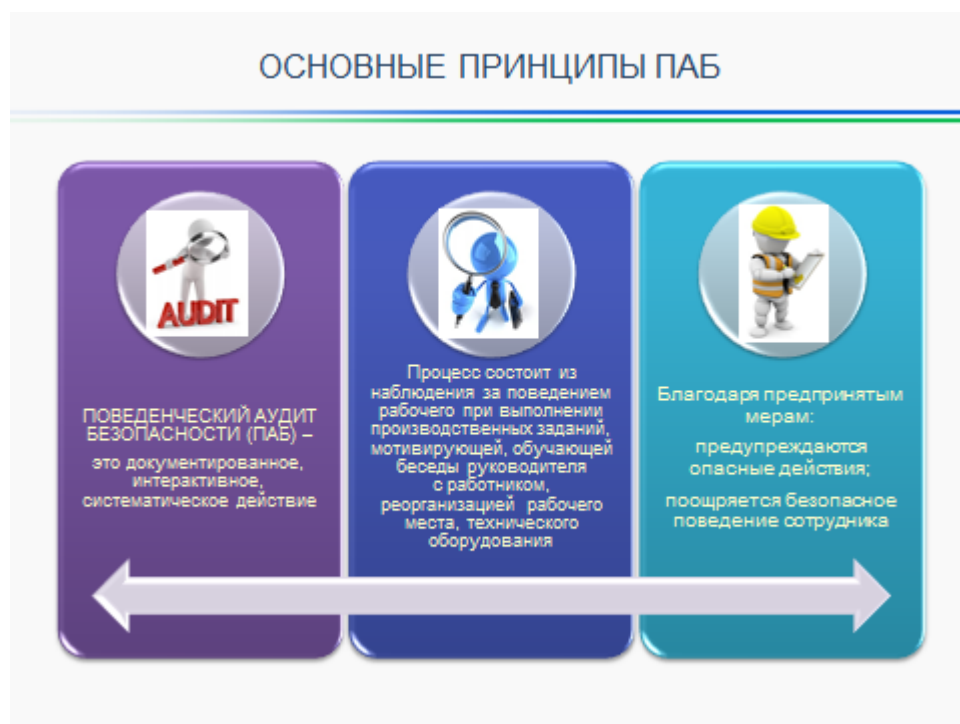 ОСНОВНЫЕ ПРИНЦИПЫ ПАБ
AUDIT
ПОВЕДЕНЧЕСКИЙ АУДИТ
БЕЗОПАСНОСТИ (ПАБ) –
это документированное,
интерактивное,
систематическое действие
Процесс состоит из
наблюдения за поведением
рабочего при выполнении
производственных заданий,
мотивирующей, обучающей
беседы руководителя
с работником,
реорганизацией рабочего
места, технического
оборудования
Благодаря предпринятым
мерам:
предупреждаются
опасные действия;
поощряется безопасное
поведение сотрудника